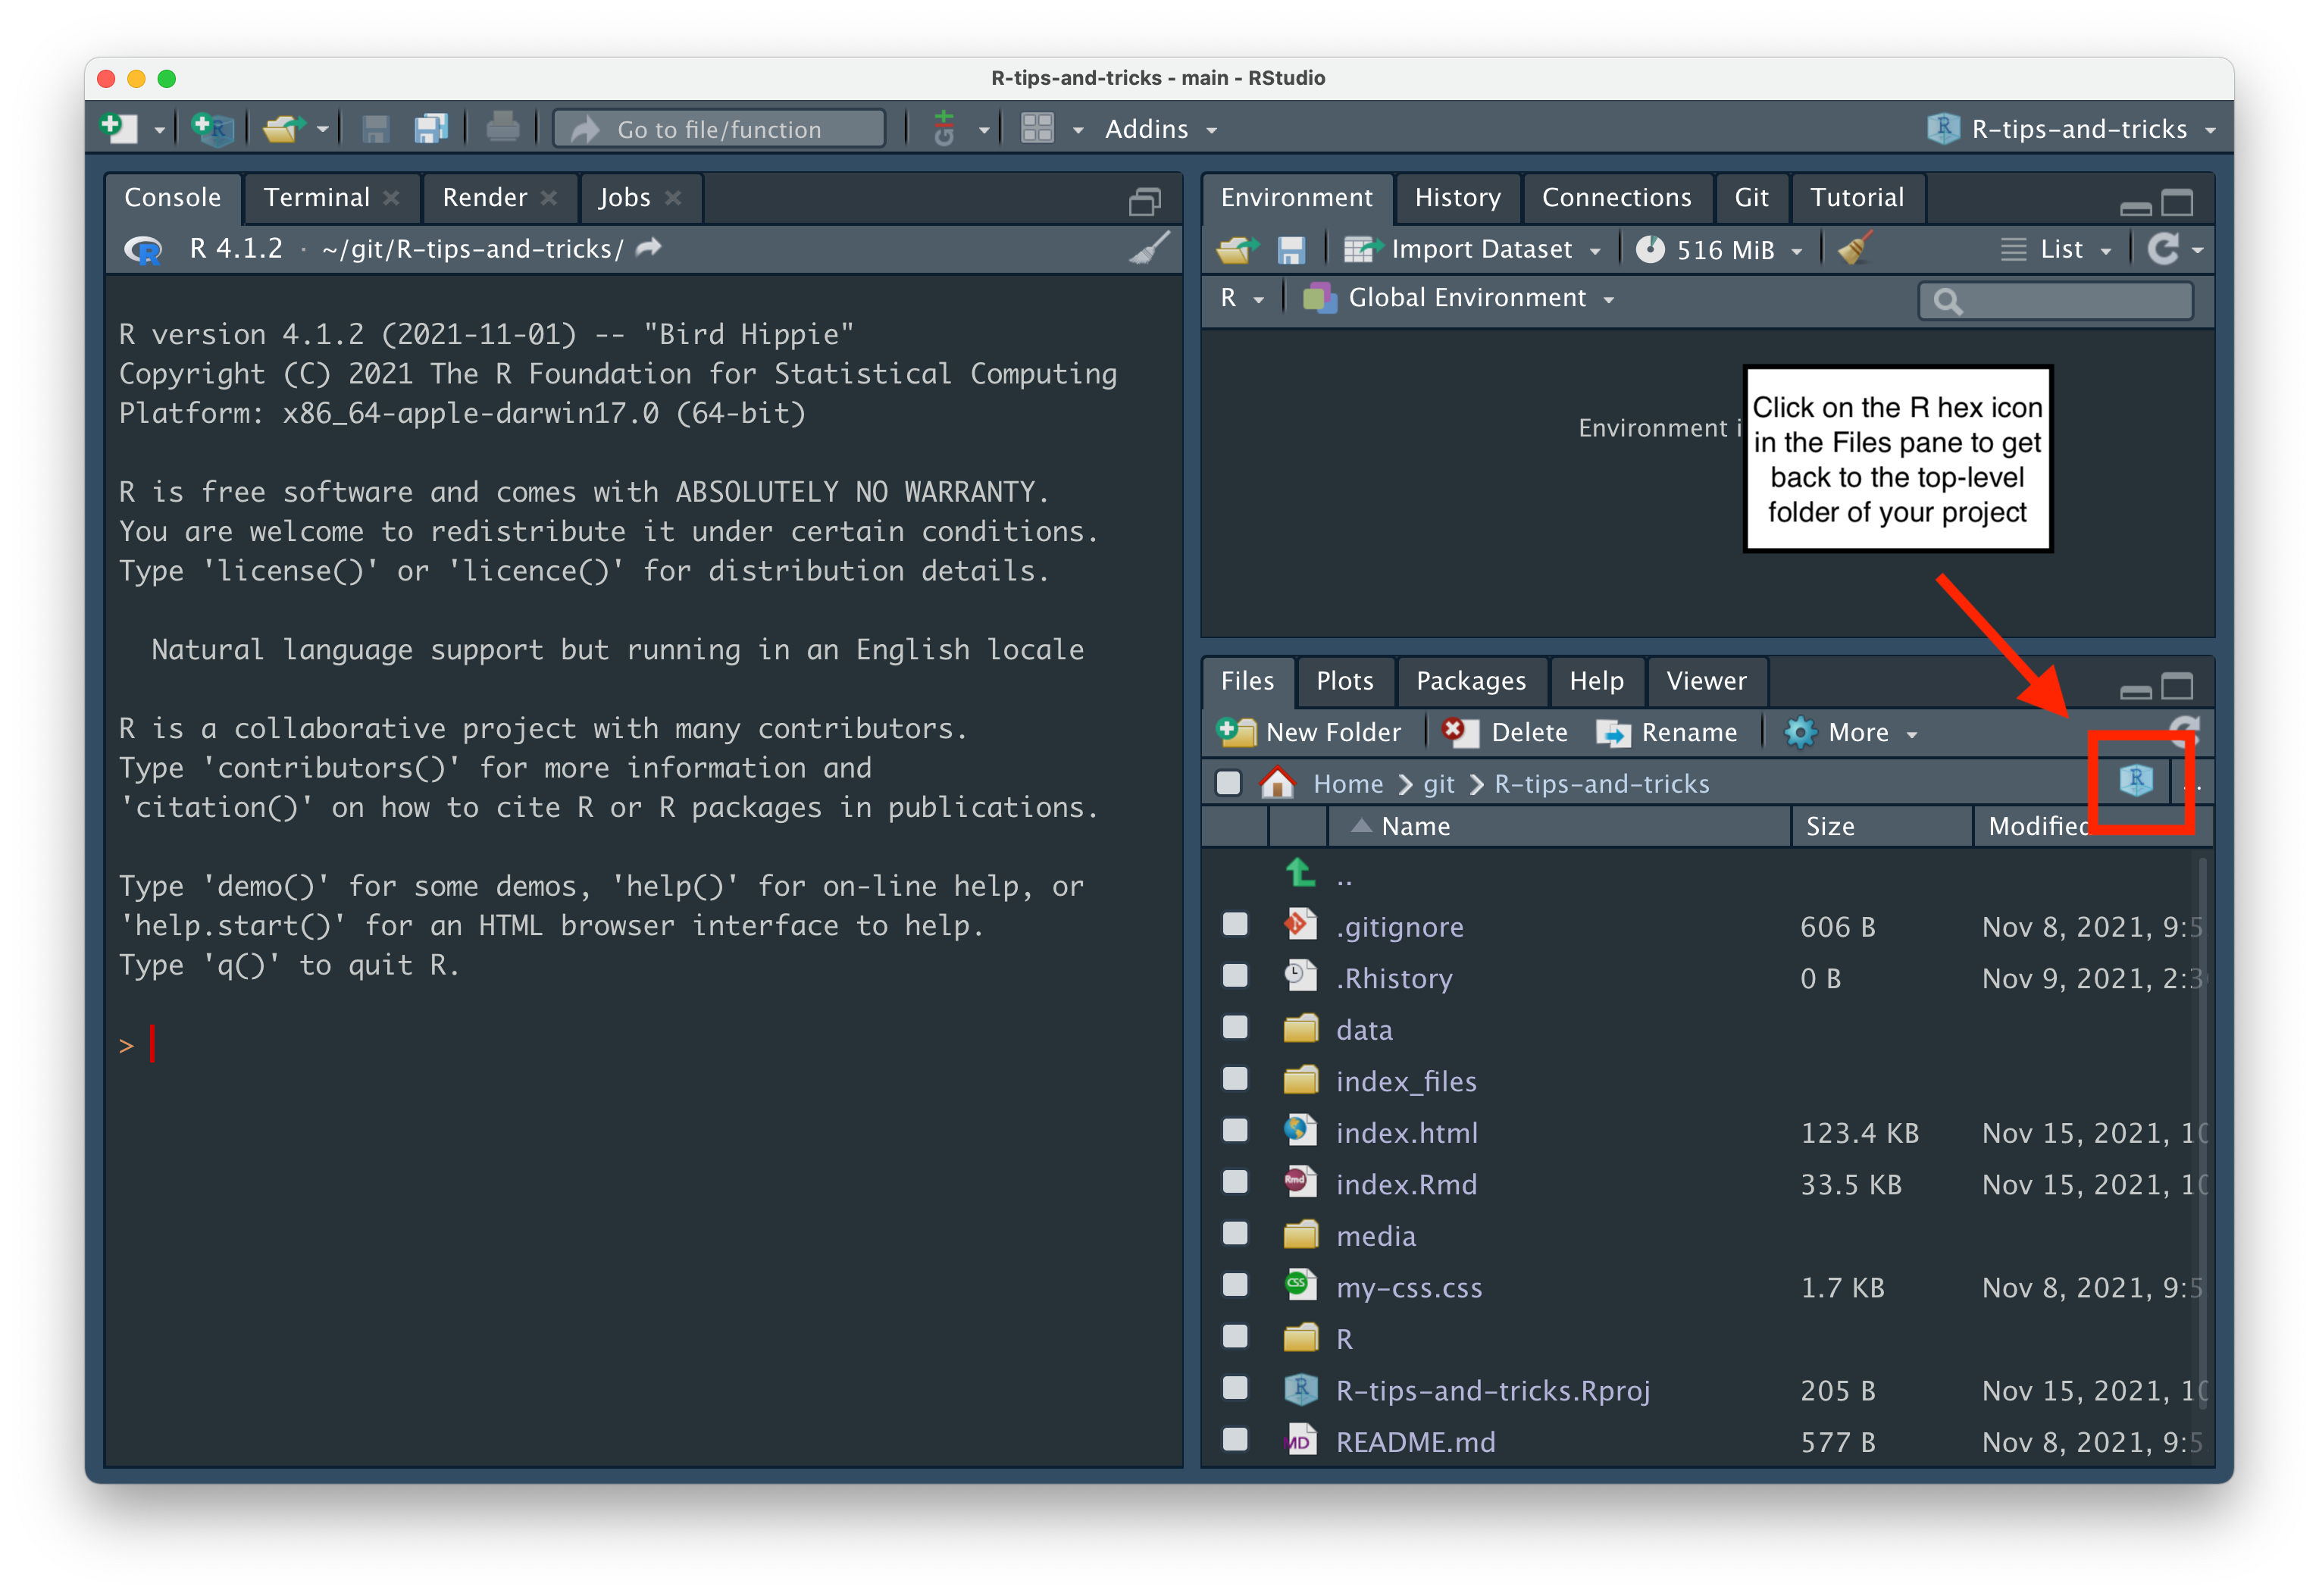 R-tips-and-tricks - main - RStudio
Go to file/function
Addins
R-tips-and-tricks
Console Terminal Render Jobs
R 4.1.2 · ~/git/R-tips-and-tricks/
R version 4.1.2 (2021-11-01) -- "Bird Hippie"
Copyright (C) 2021 The R Foundation for Statistical Computing
Platform: x86_64-apple-darwin17.0 (64-bit)
R is free software and comes with ABSOLUTELY NO WARRANTY.
You are welcome to redistribute it under certain conditions.
Type 'license()' or 'licence()' for distribution details.
Natural language support but running in an English locale
R is a collaborative project with many contributors.
Type 'contributors()' for more information and
'citation()' on how to cite R or R packages in publications.
Type 'demo()' for some demos, 'help()' for on-line help, or
'help.start()' for an HTML browser interface to help.
Type 'q()' to quit R.
>
Environment History Connections Git Tutorial
Import Dataset 516 MiB List
R Global Environment
Environment i
Click on the R hex icon
in the Files pane to get
back to the top-level
folder of your project
Files Plots Packages Help Viewer
New Folder Delete Rename More
Home git R-tips-and-tricks
Name Size Modified
..
.gitignore 606 B Nov 8, 2021, 9:5
.Rhistory 0 B Nov 9, 2021, 2:3
data
index_files
index.html 123.4 KB Nov 15, 2021, 10
index.Rmd 33.5 KB Nov 15, 2021, 10
media
my-css.css 1.7 KB Nov 8, 2021, 9:5
R
R-tips-and-tricks.Rproj 205 B Nov 15, 2021, 10
README.md 577 B Nov 8, 2021, 9:5